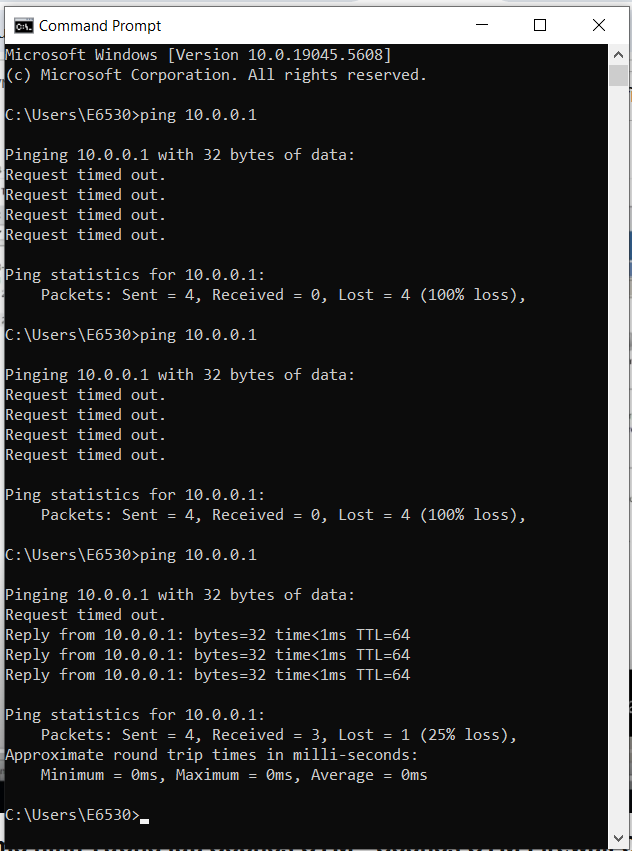 Command Prompt
Microsoft Windows [Version 10.0.19045.5608]
(c) Microsoft Corporation. All rights reserved.
C:\Users\E6530>ping 10.0.0.1
Pinging 10.0.0.1 with 32 bytes of data:
Request timed out.
Request timed out.
Request timed out.
Request timed out.
Ping statistics for 10.0.0.1:
    Packets: Sent = 4, Received = 0, Lost = 4 (100% loss),
C:\Users\E6530>ping 10.0.0.1
Pinging 10.0.0.1 with 32 bytes of data:
Request timed out.
Request timed out.
Request timed out.
Request timed out.
Ping statistics for 10.0.0.1:
    Packets: Sent = 4, Received = 0, Lost = 4 (100% loss),
C:\Users\E6530>ping 10.0.0.1
Pinging 10.0.0.1 with 32 bytes of data:
Request timed out.
Reply from 10.0.0.1: bytes=32 time<1ms TTL=64
Reply from 10.0.0.1: bytes=32 time<1ms TTL=64
Reply from 10.0.0.1: bytes=32 time<1ms TTL=64
Ping statistics for 10.0.0.1:
    Packets: Sent = 4, Received = 3, Lost = 1 (25% loss),
Approximate round trip times in milli-seconds:
    Minimum = 0ms, Maximum = 0ms, Average = 0ms
C:\Users\E6530>